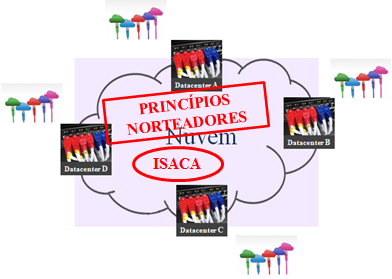 Datacenter A
PRINCÍPIOS
NORTEADORES
Nuvem
Datacenter B
ISACA
Datacenter D
Datacenter C